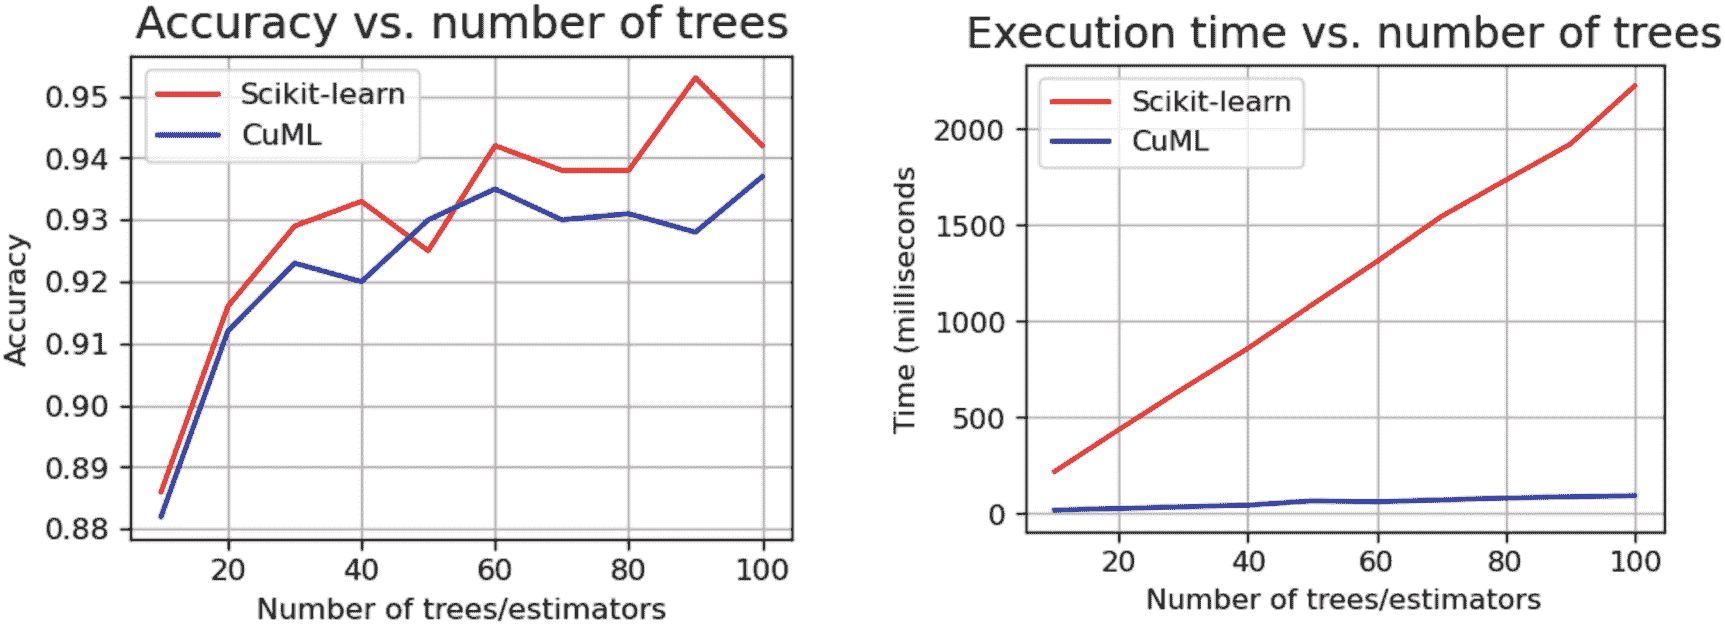 Accuracy vs. number of trees
Scikit-learn
CuML
0.95
0.94
0.93
0.92
0.91
0.90
0.89
0.88
Accuracy
20 40 60 80 100
Number of trees/estimators
Execution time vs. number of trees
Scikit-learn
CuML
2000
1500
1000
500
0
Time (milliseconds
20 40 60 80 100
Number of trees/estimators